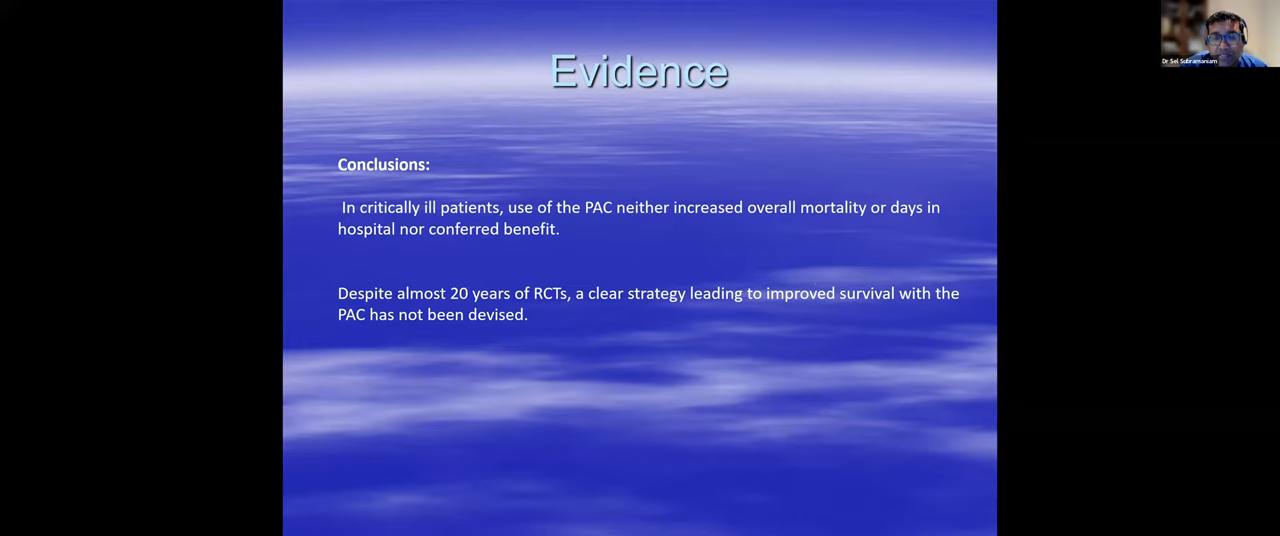 Evidence
Dr Sel Subramaniam
Conclusions:
In critically ill patients, use of the PAC neither increased overall mortality or days in
hospital nor conferred benefit.
Despite almost 20 years of RCTs, a clear strategy leading to improved survival with the
PAC has not been devised.